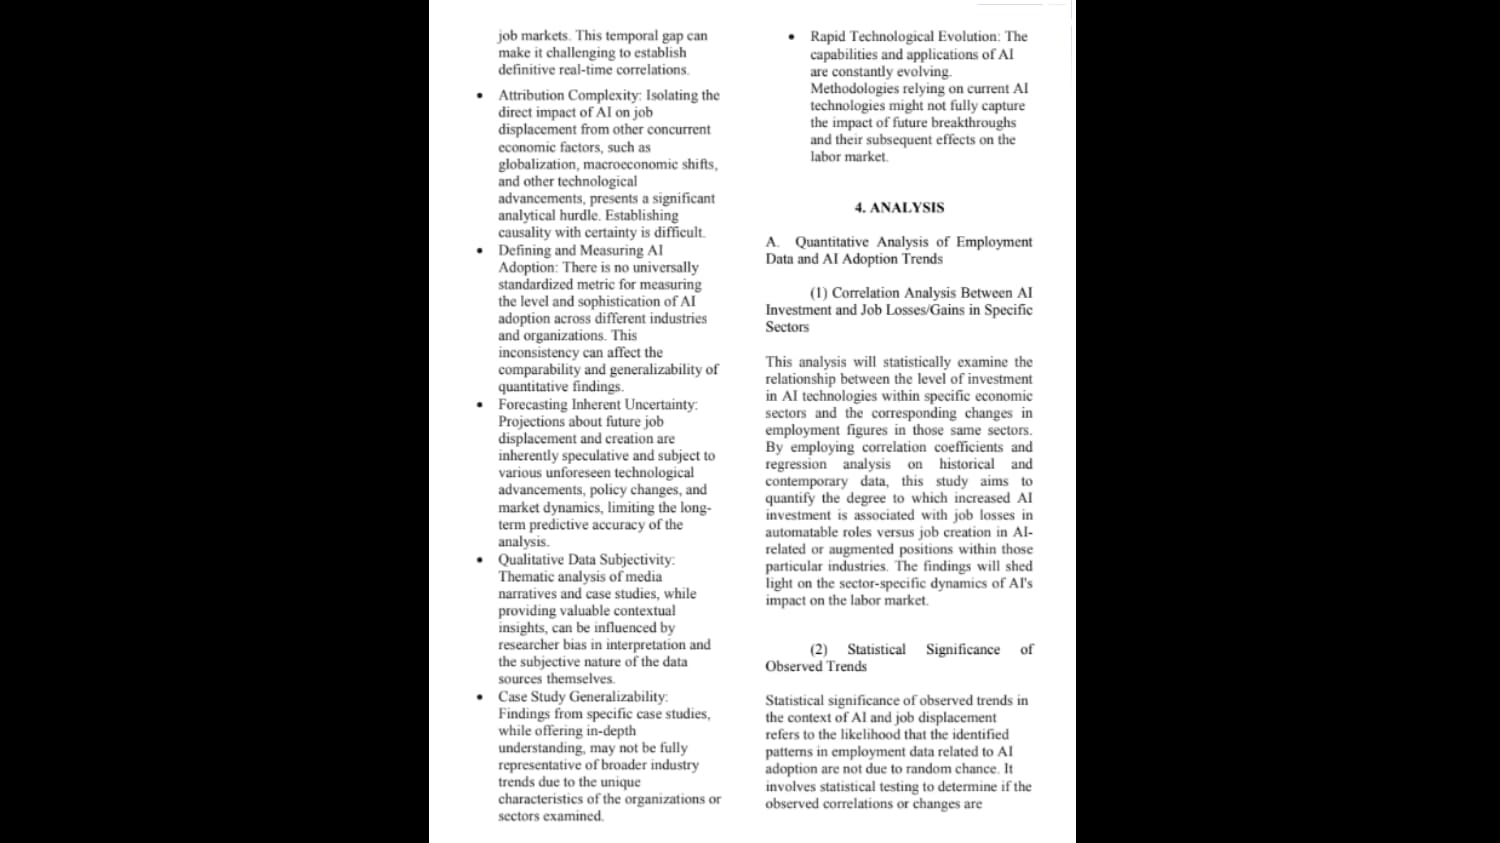 job markets. This temporal gap can
make it challenging to establish
definitive real-time correlations.
• Attribution Complexity: Isolating the
direct impact of AI on job
displacement from other concurrent
economic factors, such as
globalization, macroeconomic shifts,
and other technological
advancements, presents a significant
analytical hurdle. Establishing
causality with certainty is difficult.
• Defining and Measuring AI
Adoption: There is no universally
standardized metric for measuring
the level and sophistication of AI
adoption across different industries
and organizations. This
inconsistency can affect the
comparability and generalizability of
quantitative findings.
• Forecasting Inherent Uncertainty:
Projections about future job
displacement and creation are
inherently speculative and subject to
various unforeseen technological
advancements, policy changes, and
market dynamics, limiting the long-
term predictive accuracy of the
analysis.
• Qualitative Data Subjectivity:
Thematic analysis of media
narratives and case studies, while
providing valuable contextual
insights, can be influenced by
researcher bias in interpretation and
the subjective nature of the data
sources themselves.
• Case Study Generalizability:
Findings from specific case studies,
while offering in-depth
understanding, may not be fully
representative of broader industry
trends due to the unique
characteristics of the organizations or
sectors examined.
• Rapid Technological Evolution: The
capabilities and applications of AI
are constantly evolving.
Methodologies relying on current AI
technologies might not fully capture
the impact of future breakthroughs
and their subsequent effects on the
labor market.
4. ANALYSIS
A. Quantitative Analysis of Employment
Data and AI Adoption Trends
(1) Correlation Analysis Between AI
Investment and Job Losses/Gains in Specific
Sectors
This analysis will statistically examine the
relationship between the level of investment
in AI technologies within specific economic
sectors and the corresponding changes in
employment figures in those same sectors.
By employing correlation coefficients and
regression analysis on historical and
contemporary data, this study aims to
quantify the degree to which increased AI
investment is associated with job losses in
automatable roles versus job creation in AI-
related or augmented positions within those
particular industries. The findings will shed
light on the sector-specific dynamics of AI's
impact on the labor market.
(2) Statistical Significance of
Observed Trends
Statistical significance of observed trends in
the context of AI and job displacement
refers to the likelihood that the identified
patterns in employment data related to AI
adoption are not due to random chance. It
involves statistical testing to determine if the
observed correlations or changes are